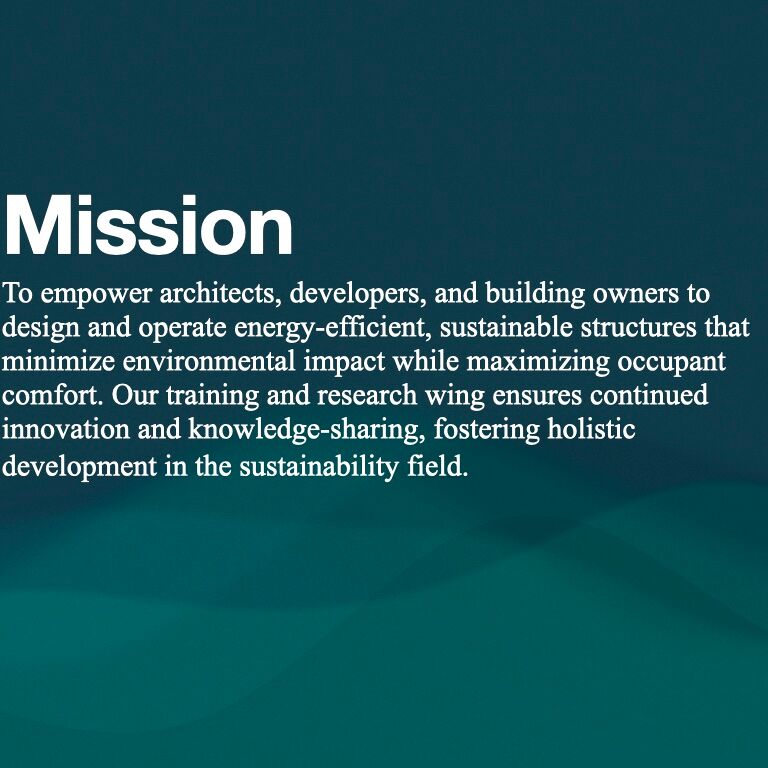 Mission
To empower architects, developers, and building owners to
design and operate energy-efficient, sustainable structures that
minimize environmental impact while maximizing occupant
comfort. Our training and research wing ensures continued
innovation and knowledge-sharing, fostering holistic
development in the sustainability field.